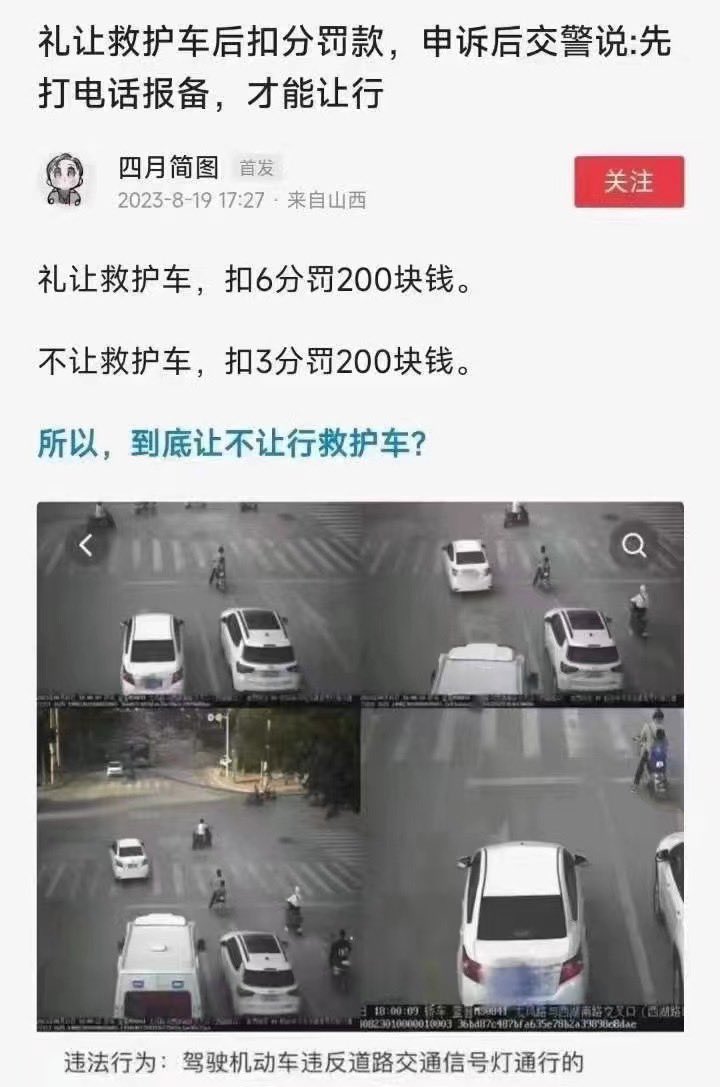 礼让救护车后扣分罚款，申诉后交警说:先
打电话报备，才能让行
四月简图 首发
2023-8-19 17:27 · 来自山西
关注
礼让救护车，扣6分罚200块钱。
不让救护车，扣3分罚200块钱。
所以，到底让不让行救护车?
18:00:09 轿车
违法行为：驾驶机动车违反道路交通信号灯通行的